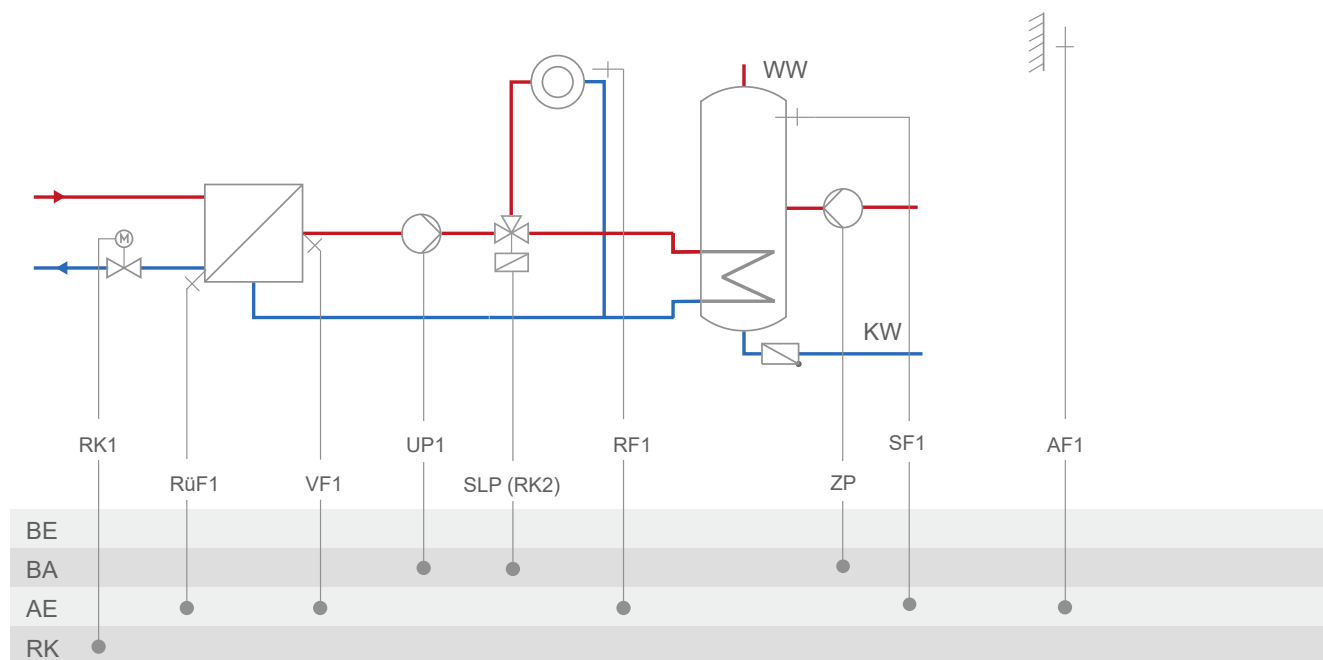 WW
M
KW
RK1
UP1
RF1
SF1
AF1
RüF1
VF1
SLP (RK2)
ZP
BE
BA
AE
RK